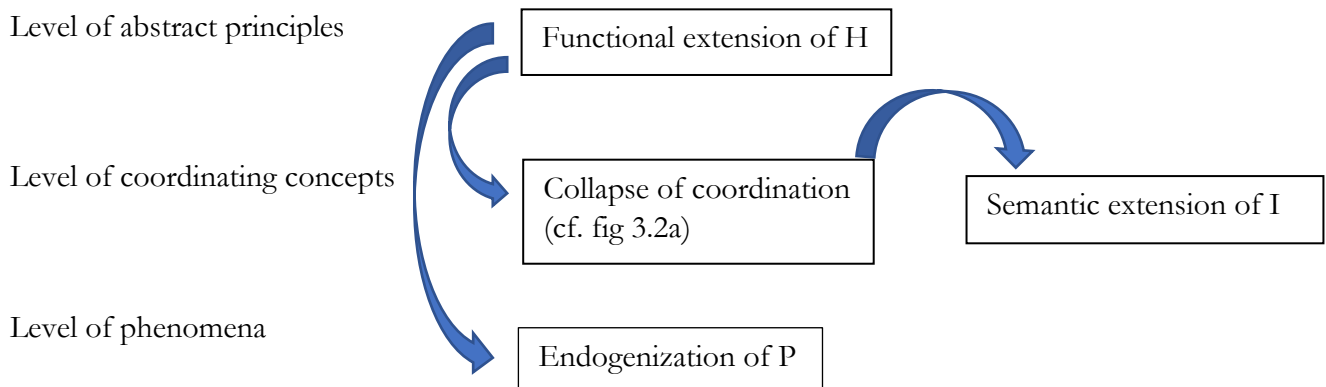 Level of abstract principles
Functional extension of H
Level of coordinating concepts
Collapse of coordination
(cf. fig 3.2a)
Semantic extension of I
Level of phenomena
Endogenization of P